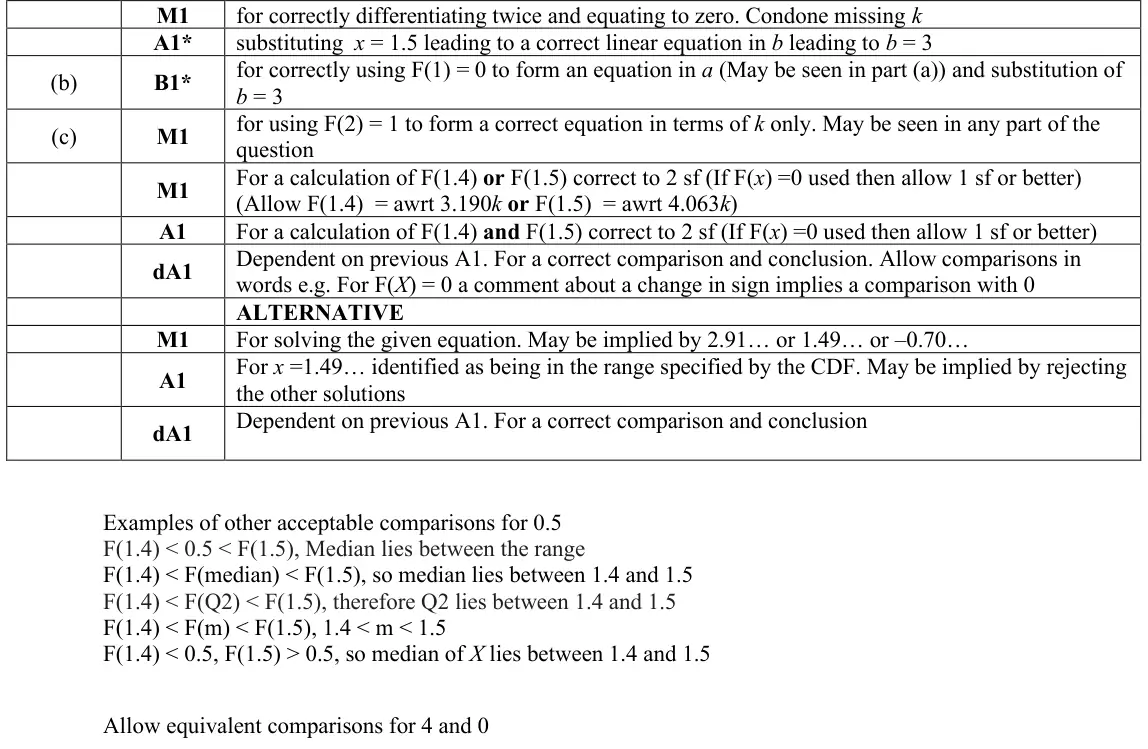 M1 for correctly differentiating twice and equating to zero. Condone missing k
A1* substituting x = 1.5 leading to a correct linear equation in b leading to b = 3
(b) B1* for correctly using F(1) = 0 to form an equation in a (May be seen in part (a)) and substitution of
b = 3
(c) M1 for using F(2) = 1 to form a correct equation in terms of k only. May be seen in any part of the
question
M1 For a calculation of F(1.4) or F(1.5) correct to 2 sf (If F(x) =0 used then allow 1 sf or better)
(Allow F(1.4) = awrt 3.190k or F(1.5) = awrt 4.063k)
A1 For a calculation of F(1.4) and F(1.5) correct to 2 sf (If F(x) =0 used then allow 1 sf or better)
dA1 Dependent on previous A1. For a correct comparison and conclusion. Allow comparisons in
words e.g. For F(X) = 0 a comment about a change in sign implies a comparison with 0
ALTERNATIVE
M1 For solving the given equation. May be implied by 2.91… or 1.49… or –0.70…
A1 For x =1.49… identified as being in the range specified by the CDF. May be implied by rejecting
the other solutions
dA1 Dependent on previous A1. For a correct comparison and conclusion
Examples of other acceptable comparisons for 0.5
F(1.4) < 0.5 < F(1.5), Median lies between the range
F(1.4) < F(median) < F(1.5), so median lies between 1.4 and 1.5
F(1.4) < F(Q2) < F(1.5), therefore Q2 lies between 1.4 and 1.5
F(1.4) < F(m) < F(1.5), 1.4 < m < 1.5
F(1.4) < 0.5, F(1.5) > 0.5, so median of X lies between 1.4 and 1.5
Allow equivalent comparisons for 4 and 0